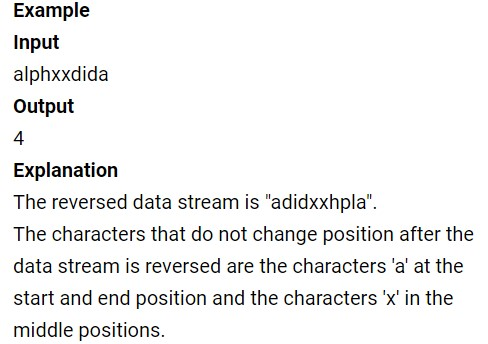 Example
Input
alphxxdida
Output
4
Explanation
The reversed data stream is "adidxxhpla".
The characters that do not change position after the
data stream is reversed are the characters 'a' at the
start and end position and the characters 'x' in the
middle positions.